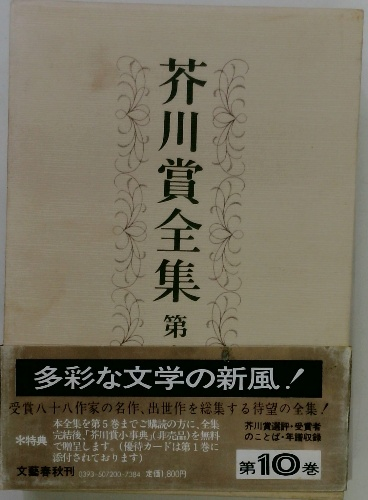 芥川賞全集 第
多彩な文学の新風！
受賞八十八作家の名作、出世作を総集する待望の全集！
※特典
本全集を第5巻までご購読の方に、全集
完結後、「芥川賞小事典」（非売品）を無料
で贈呈します。（優待カードは第1巻に
添付されております）
芥川賞選評・受賞者
のことば・年譜収録
文藝春秋刊
0393-507200-7384 定価1,800円
第10巻